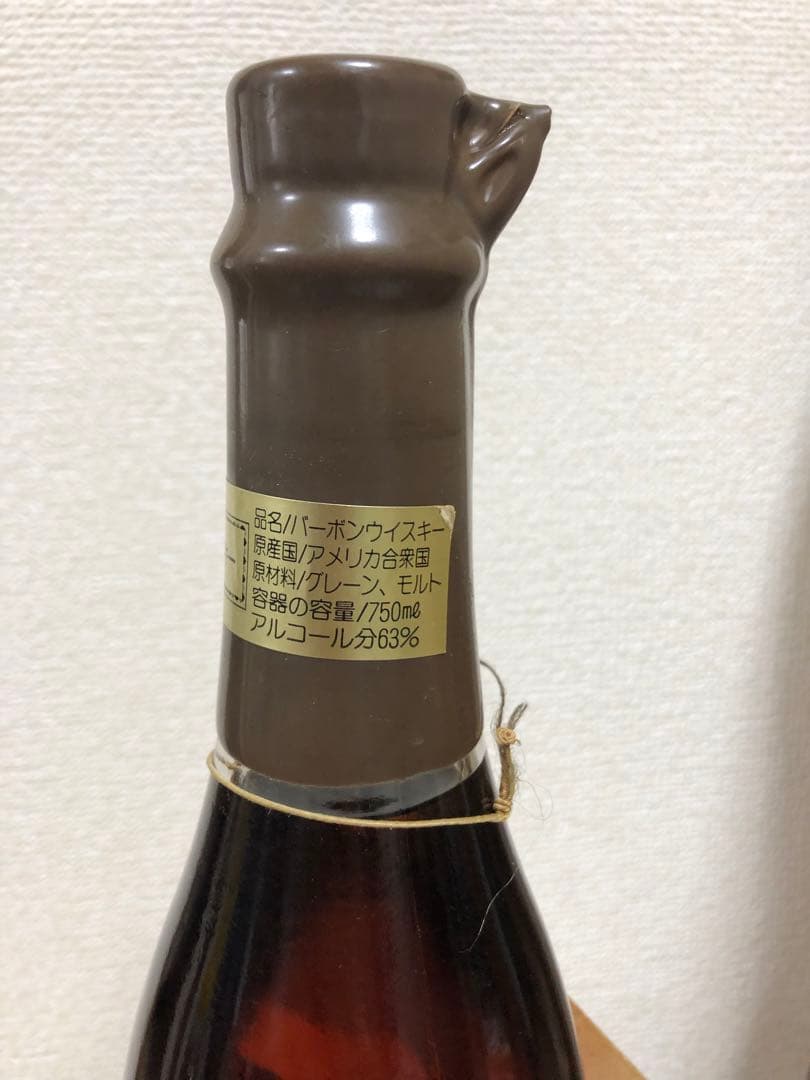 品名/バーボンウイスキー
原産国/アメリカ合衆国
原材料/グレーン、モルト
容器の容量/750mℓ
アルコール分63%